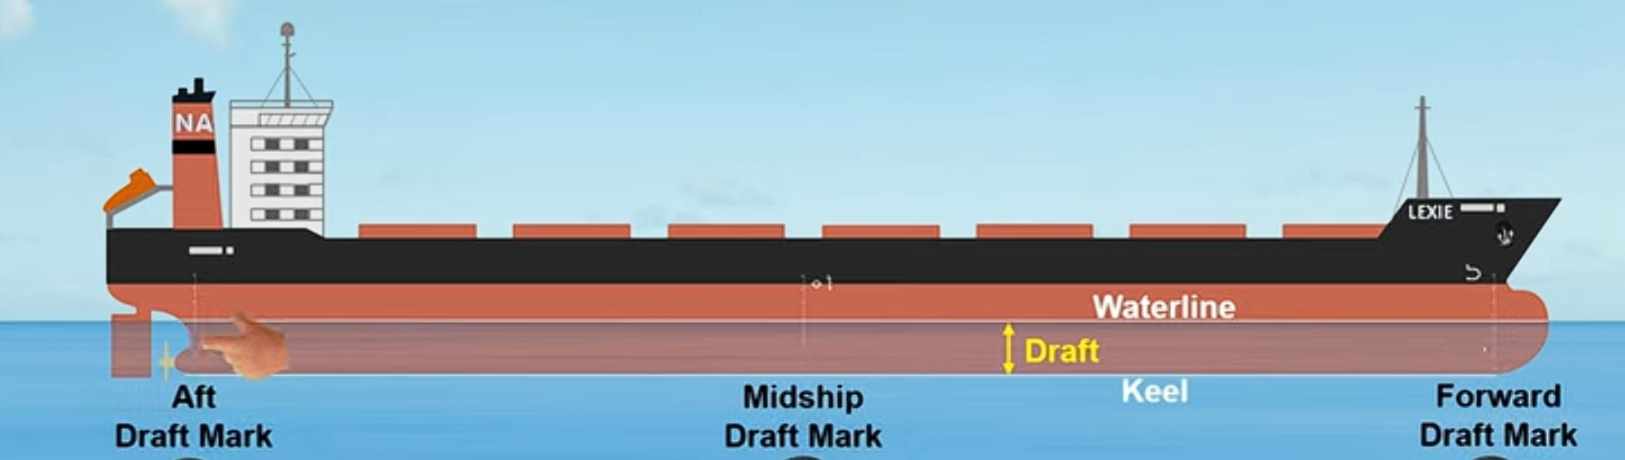 NA
LEXIE
Waterline
Draft
Keel
Aft
Draft Mark
Midship
Draft Mark
Forward
Draft Mark